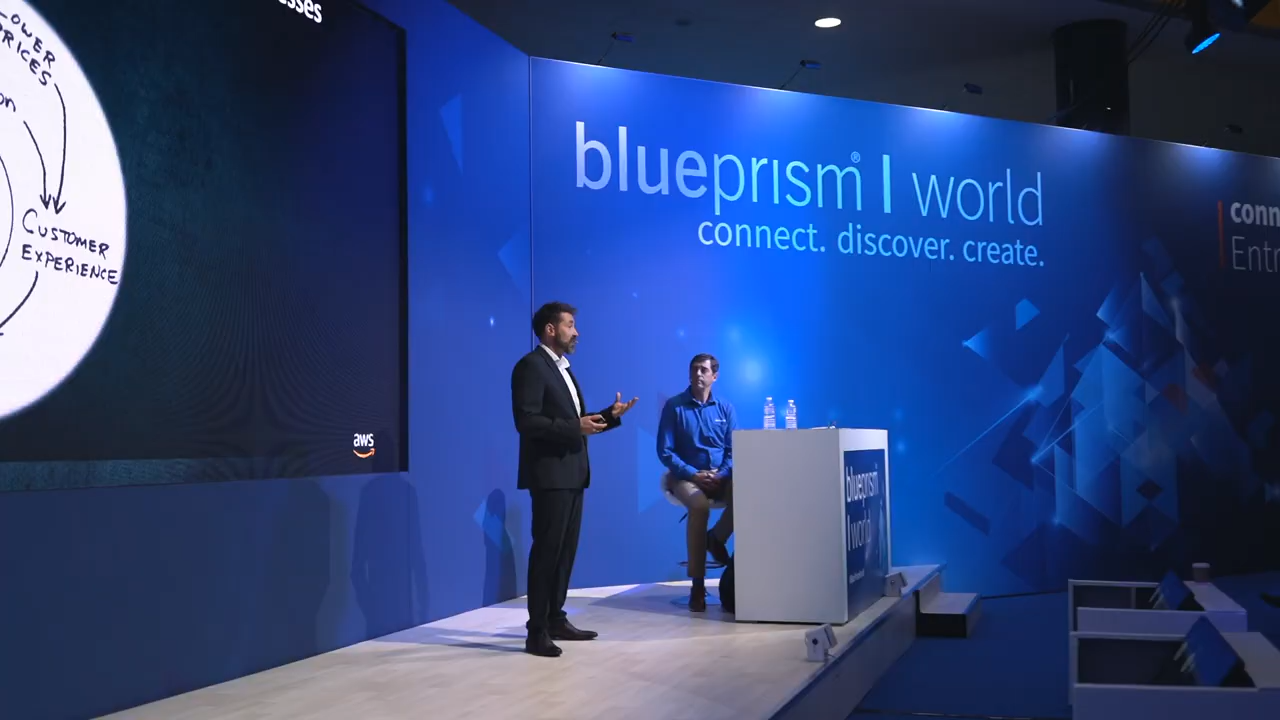 LOWER
PRICES
CUSTOMER
EXPERIENCE
aws
blueprism® | world
connect. discover. create.
blueprism
| world